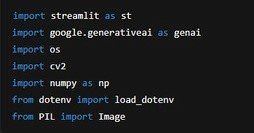 import streamlit as st
import google.generativeai as genai
import os
import cv2
import numpy as np
from dotenv import load_dotenv
from PIL import Image